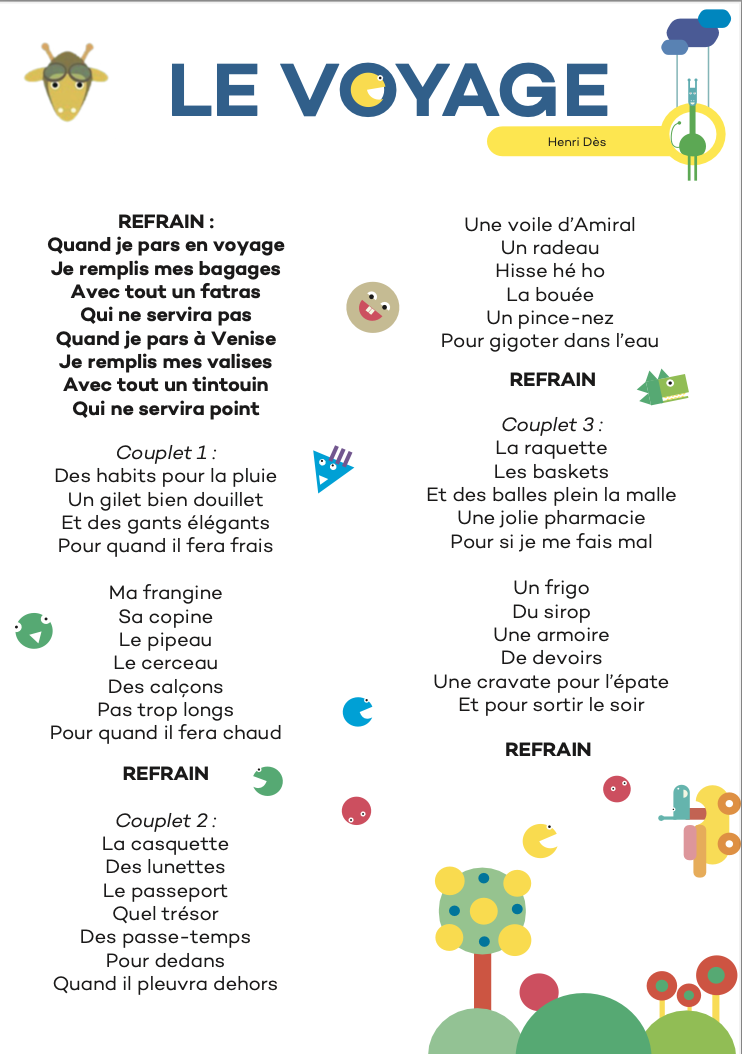 LE VOYAGE
Henri Dès
REFRAIN :
Quand je pars en voyage
Je remplis mes bagages
Avec tout un fatras
Qui ne servira pas
Quand je pars à Venise
Je remplis mes valises
Avec tout un tintouin
Qui ne servira point
Couplet 1 :
Des habits pour la pluie
Un gilet bien douillet
Et des gants élégants
Pour quand il fera frais
Ma frangine
Sa copine
Le pipeau
Le cerceau
Des calçons
Pas trop longs
Pour quand il fera chaud
REFRAIN
Couplet 2 :
La casquette
Des lunettes
Le passeport
Quel trésor
Des passe-temps
Pour dedans
Quand il pleuvra dehors
Une voile d'Amiral
Un radeau
Hisse hé ho
La bouée
Un pince-nez
Pour gigoter dans l'eau
REFRAIN
Couplet 3 :
La raquette
Les baskets
Et des balles plein la malle
Une jolie pharmacie
Pour si je me fais mal
Un frigo
Du sirop
Une armoire
De devoirs
Une cravate pour l'épate
Et pour sortir le soir
REFRAIN